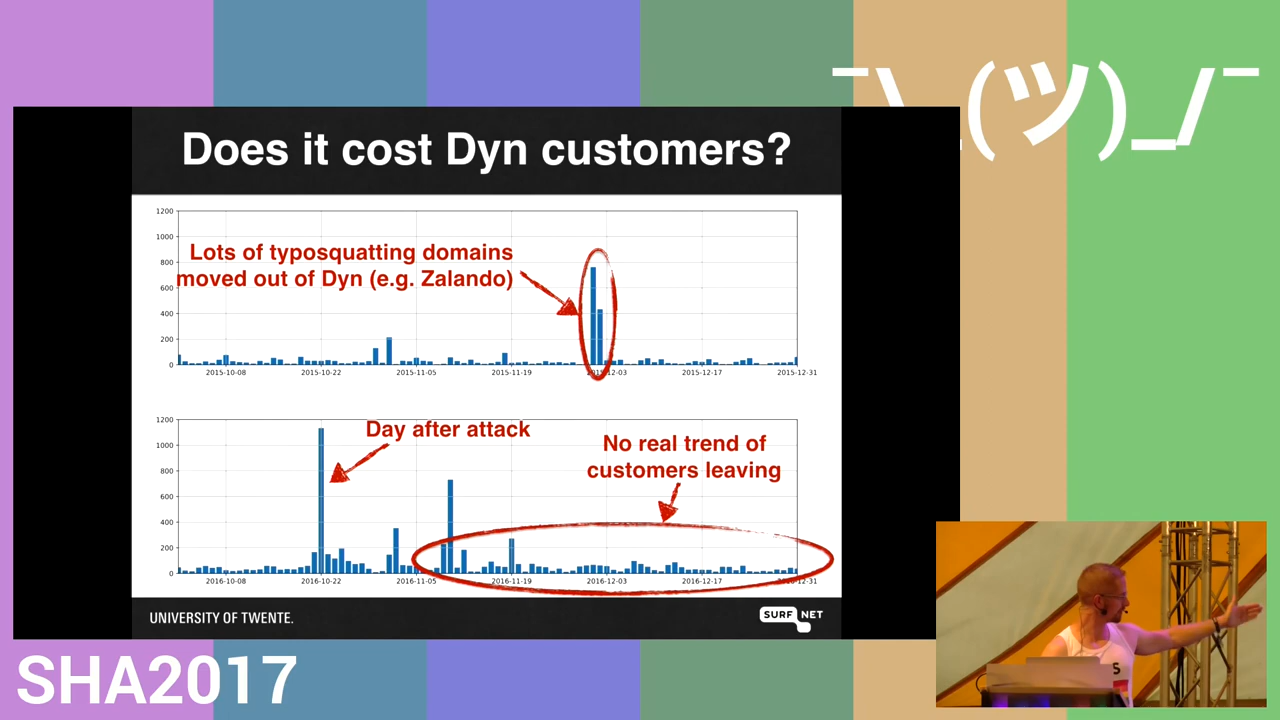 ¯\_(ツ)_/¯
Does it cost Dyn customers?
1200
1000
800
600
400
200
0
Lots of typosquatting domains
moved out of Dyn (e.g. Zalando)
2015-10-08 2015-10-22 2015-11-05 2015-11-19 2015-12-03 2015-12-17 2015-12-31
1200
1000
800
600
400
200
0
Day after attack
No real trend of
customers leaving
2016-10-08 2016-10-22 2016-11-05 2016-11-19 2016-12-03 2016-12-17 2016-12-31
UNIVERSITY OF TWENTE.
SURF NET
SHA2017
S